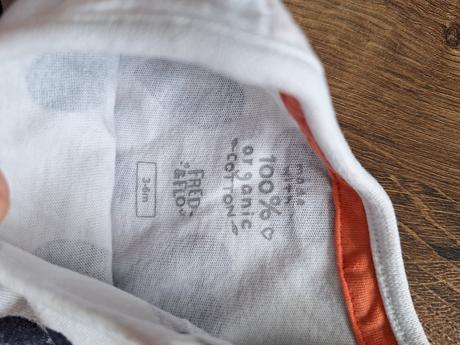 made
with
100%
organic
COTTON
FRED
& FLO
3-6m